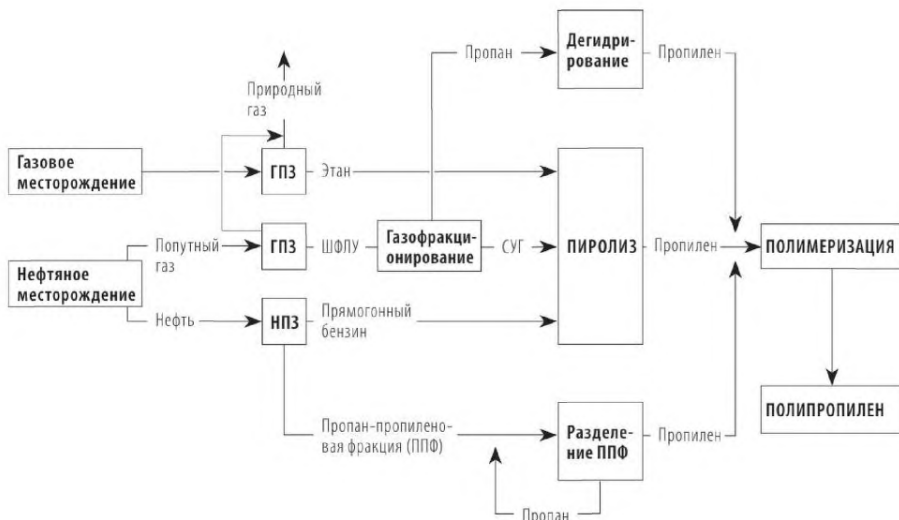 Пропан
Дегидри-
рование
Пропилен
Природный
газ
Газовое
месторождение
ГПЗ
Этан
Нефтяное
месторождение
Попутный
газ
ГПЗ
ШФЛУ
Газофракци-
онирование
СУГ
ПИРОЛИЗ
Пропилен
ПОЛИМЕРИЗАЦИЯ
Нефть
НПЗ
Прямогонный
бензин
ПОЛИПРОПИЛЕН
Пропан-пропилено-
вая фракция (ППФ)
Разделе-
ние ППФ
Пропилен
Пропан